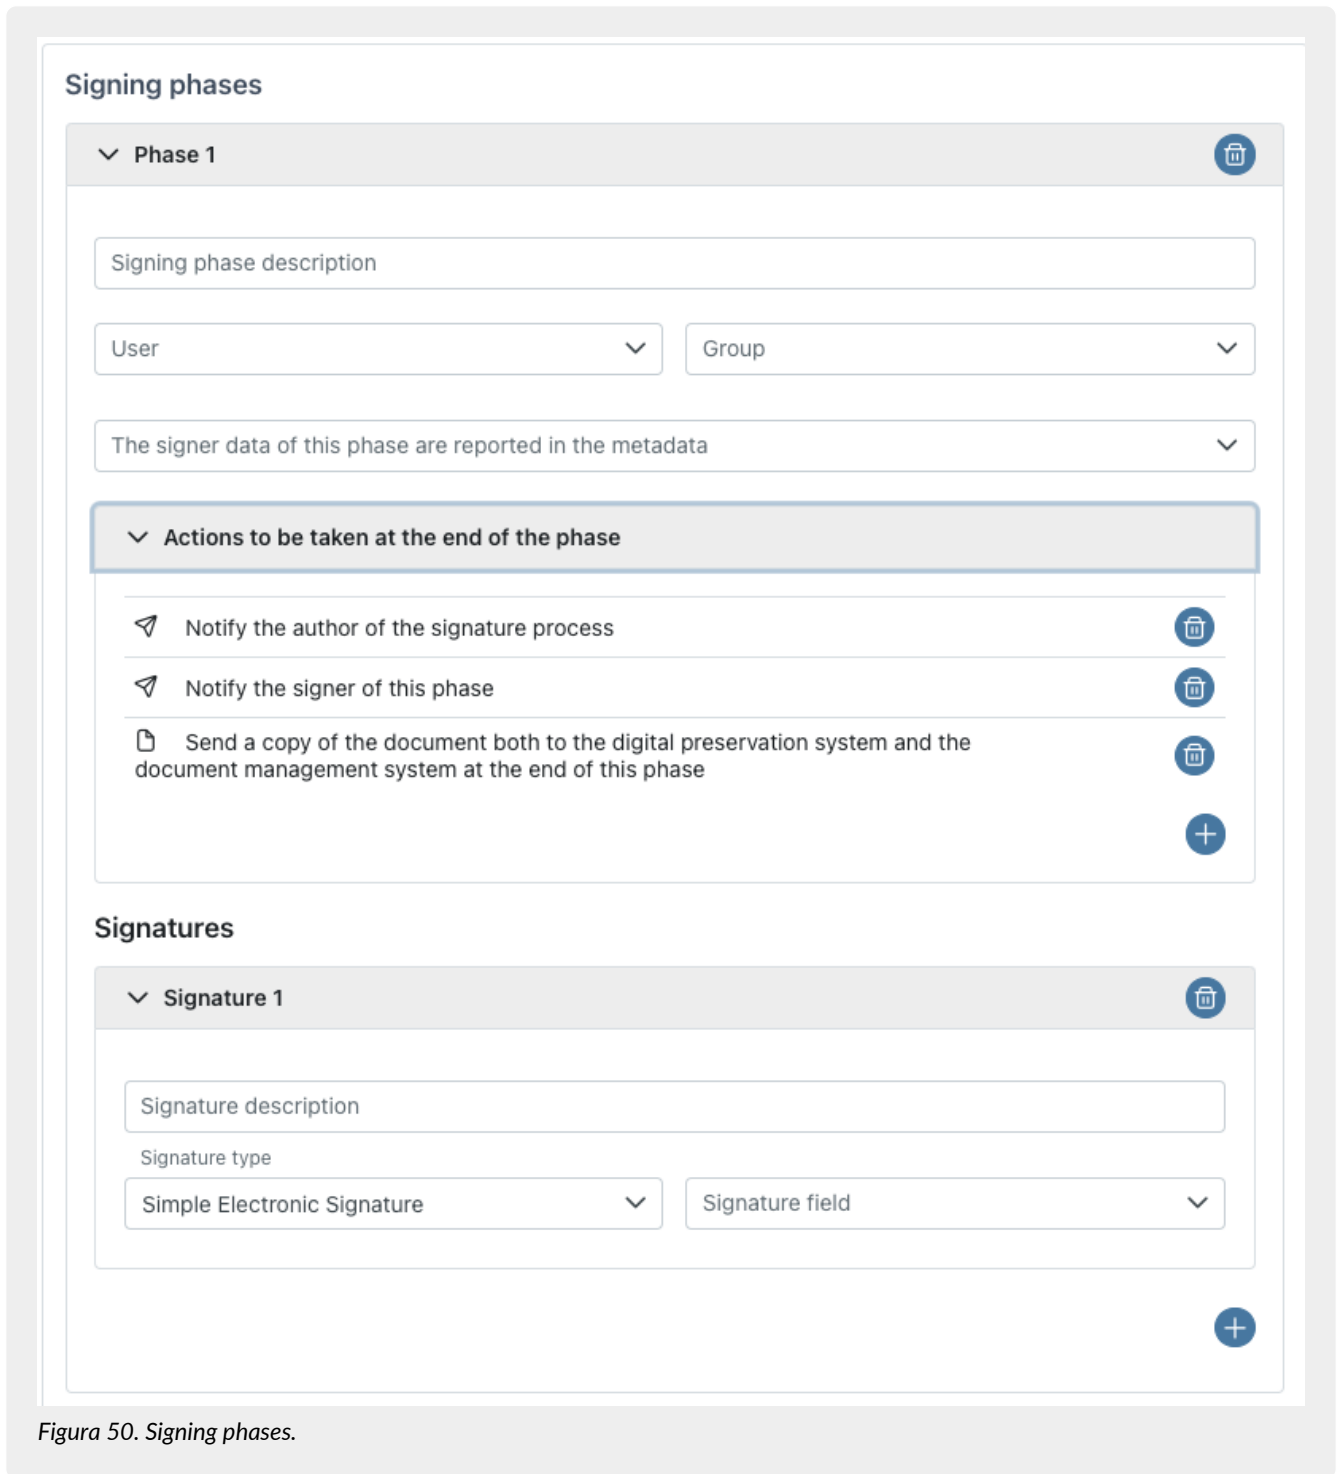 Signing phases
Phase 1
Signing phase description
User
Group
The signer data of this phase are reported in the metadata
Actions to be taken at the end of the phase
Notify the author of the signature process
Notify the signer of this phase
Send a copy of the document both to the digital preservation system and the
document management system at the end of this phase
Signatures
Signature 1
Signature description
Signature type
Simple Electronic Signature
Signature field
Figura 50. Signing phases.